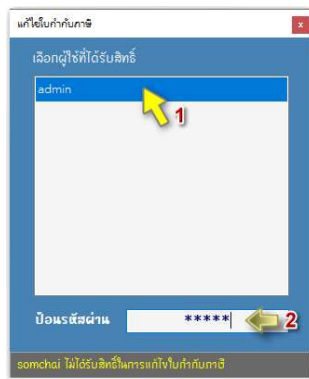 แก้ไขใบกำกับภาษี
x
เลือกผู้ใช้ที่ได้รับสิทธิ์
admin
1
ป้อนรหัสผ่าน *****
2
somchai ไม่ได้รับสิทธิ์ในการแก้ไขใบกำกับภาษี